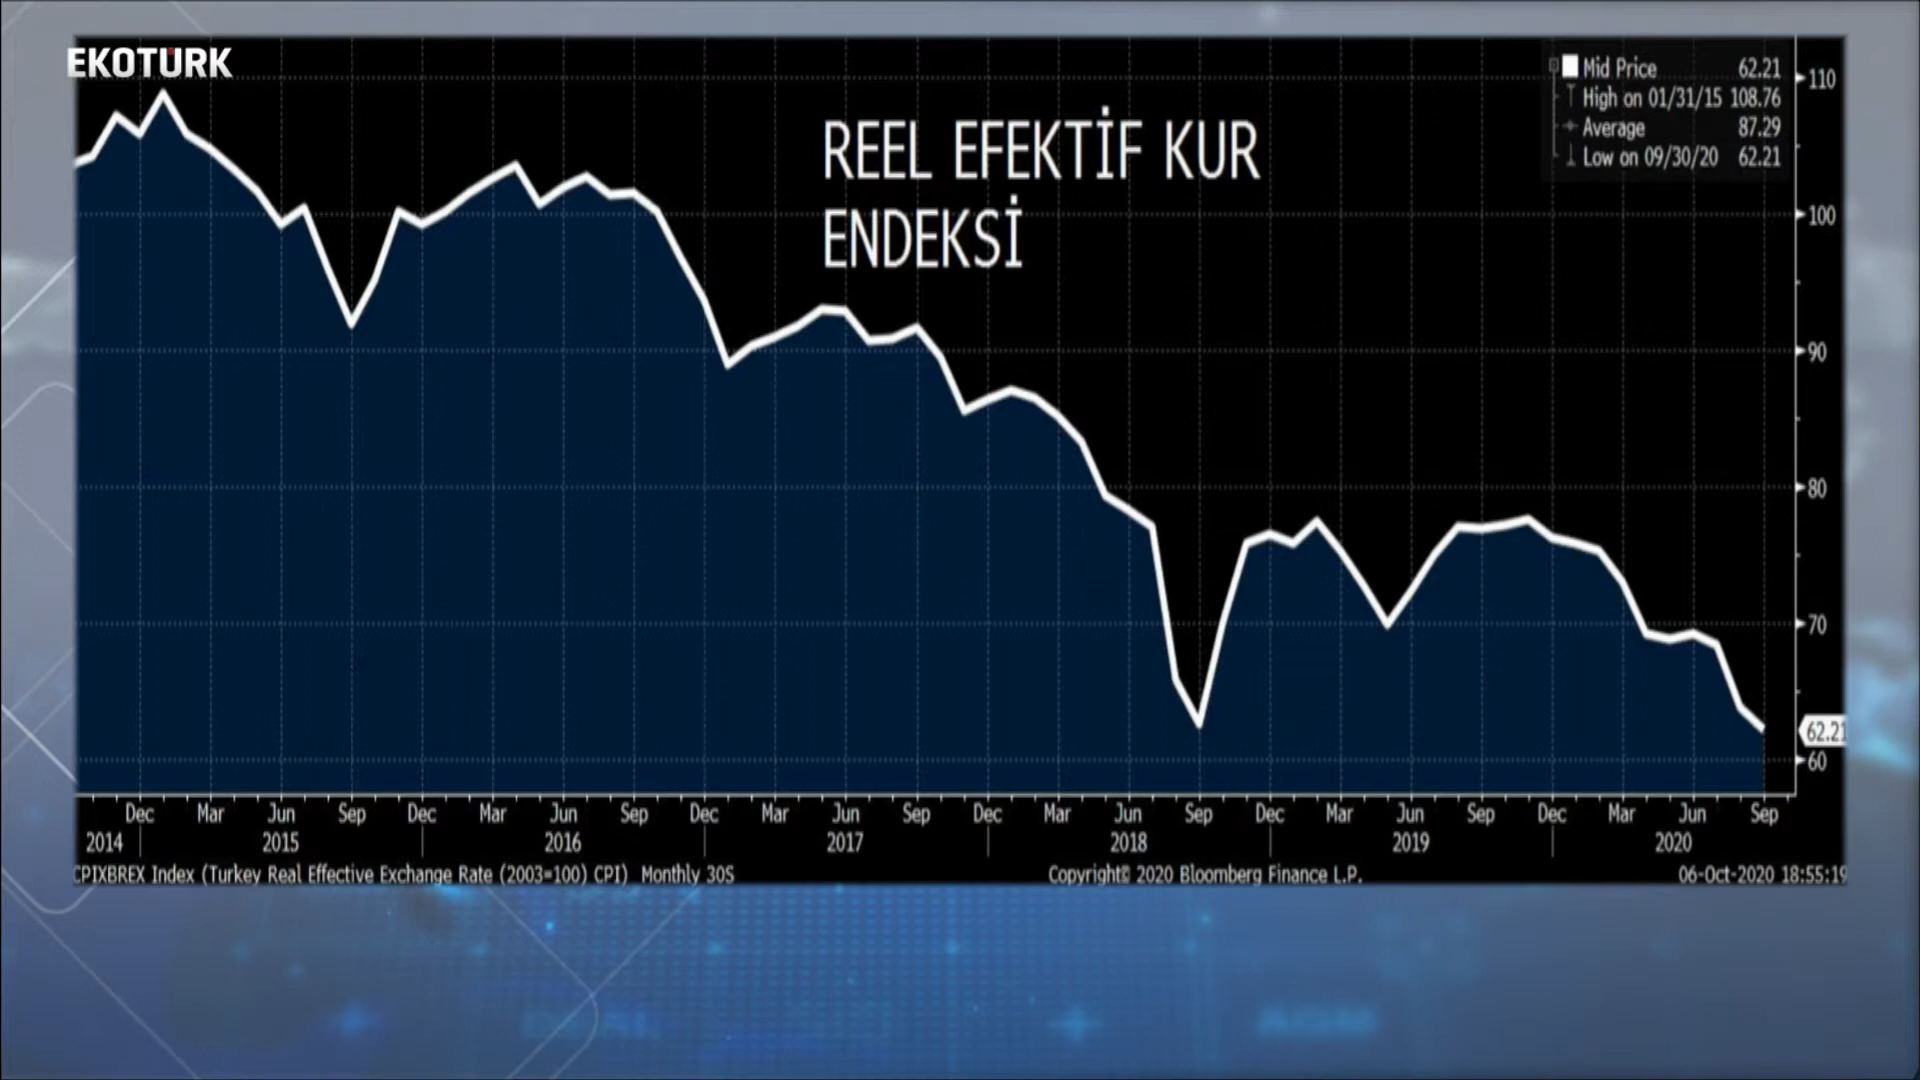 EKOTÜRK
REEL EFEKTİF KUR
ENDEKSİ
Mid Price 62.21
High on 01/31/15 108.76
Average 87.29
Low on 09/30/20 62.21
110
100
90
80
70
62.21
60
Dec Mar Jun Sep Dec Mar Jun Sep Dec Mar Jun Sep Dec Mar Jun Sep Dec Mar Jun Sep Dec Mar Jun Sep
2014 2015 2016 2017 2018 2019 2020
CPIXBREX Index (Turkey Real Effective Exchange Rate (2003=100) CPI) Monthly 30S
Copyright© 2020 Bloomberg Finance L.P.
06-Oct-2020 18:55:19